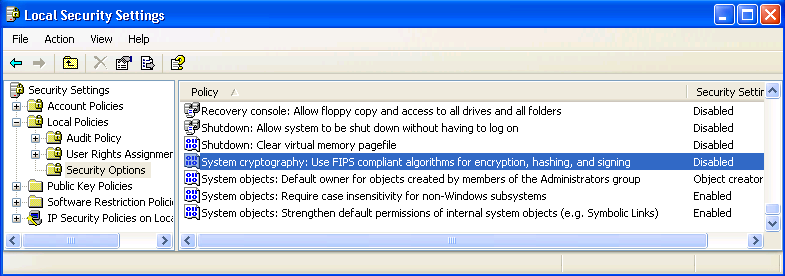 Local Security Settings
File Action View Help
Security Settings
Account Policies
Local Policies
Audit Policy
User Rights Assignmen
Security Options
Public Key Policies
Software Restriction Policie
IP Security Policies on Loca
Policy Security Settin
Recovery console: Allow floppy copy and access to all drives and all folders Disabled
Shutdown: Allow system to be shut down without having to log on Disabled
Shutdown: Clear virtual memory pagefile Disabled
System cryptography: Use FIPS compliant algorithms for encryption, hashing, and signing Disabled
System objects: Default owner for objects created by members of the Administrators group Object creator
System objects: Require case insensitivity for non-Windows subsystems Enabled
System objects: Strengthen default permissions of internal system objects (e.g. Symbolic Links) Enabled